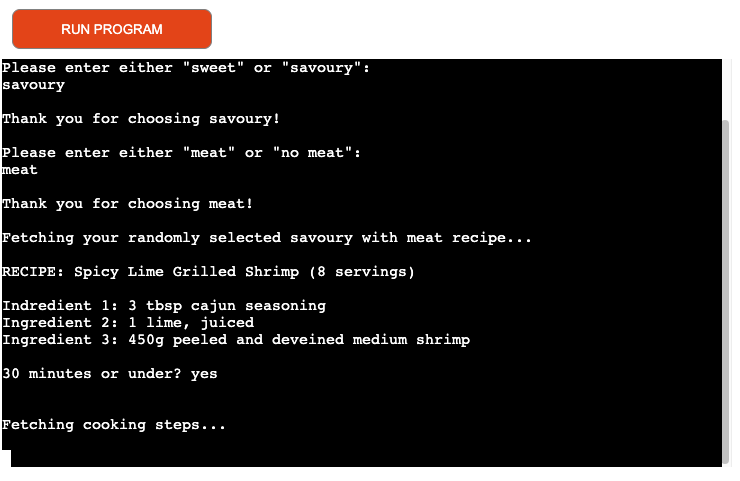 RUN PROGRAM
Please enter either "sweet" or "savoury":
savoury
Thank you for choosing savoury!
Please enter either "meat" or "no meat":
meat
Thank you for choosing meat!
Fetching your randomly selected savoury with meat recipe...
RECIPE: Spicy Lime Grilled Shrimp (8 servings)
Indredient 1: 3 tbsp cajun seasoning
Ingredient 2: 1 lime, juiced
Ingredient 3: 450g peeled and deveined medium shrimp
30 minutes or under? yes
Fetching cooking steps...